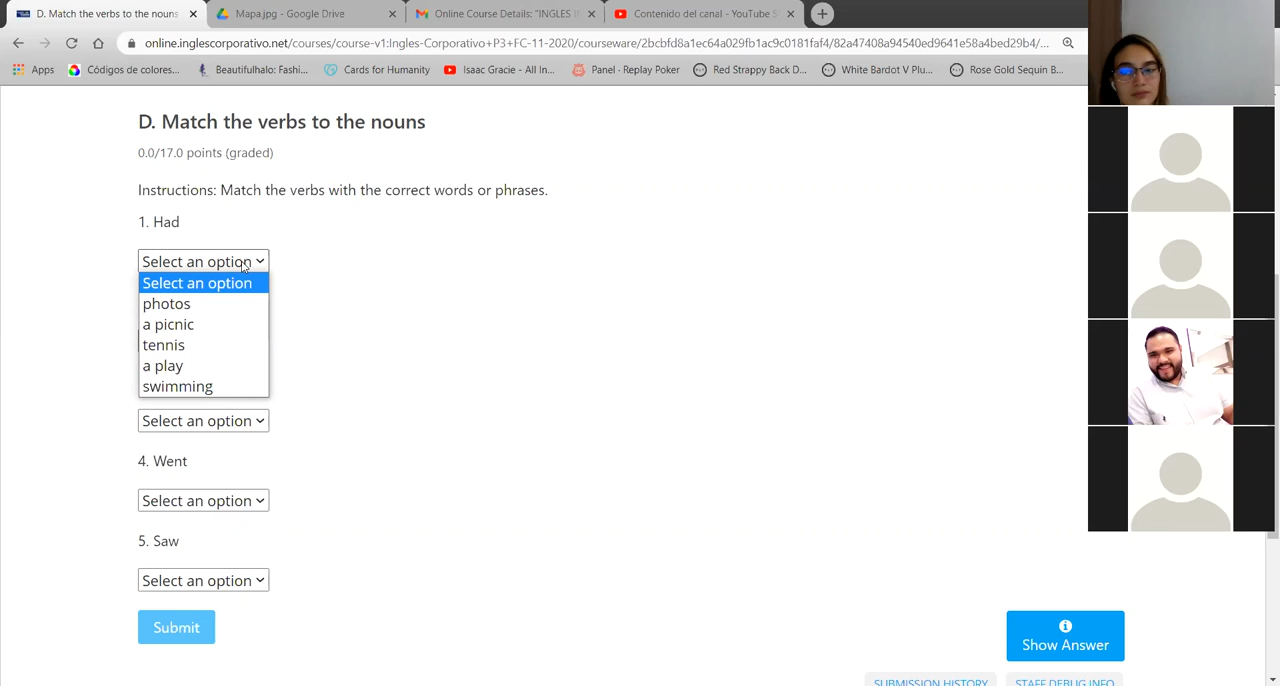 D. Match the verbs to the nouns
Mapa.jpg - Google Drive
Online Course Details: "INGLES I
Contenido del canal - YouTube S
online.inglescorporativo.net/courses/course-v1:Ingles-Corporativo+P3+FC-11-2020/courseware/2bcbfd8a1ec64a029fb1ac9c0181faf4/82a47408a94540ed9641e58a4bed29b4/...
Apps
Códigos de colores...
Beautifulhalo: Fashi...
Cards for Humanity
Isaac Gracie - All In...
Panel · Replay Poker
Red Strappy Back D...
White Bardot V Plu...
Rose Gold Sequin B...
D. Match the verbs to the nouns
0.0/17.0 points (graded)
Instructions: Match the verbs with the correct words or phrases.
1. Had
Select an option
Select an option
photos
a picnic
tennis
a play
swimming
Select an option
4. Went
Select an option
5. Saw
Select an option
Submit
Show Answer
SUBMISSION HISTORY
STAFF DEBUG INFO